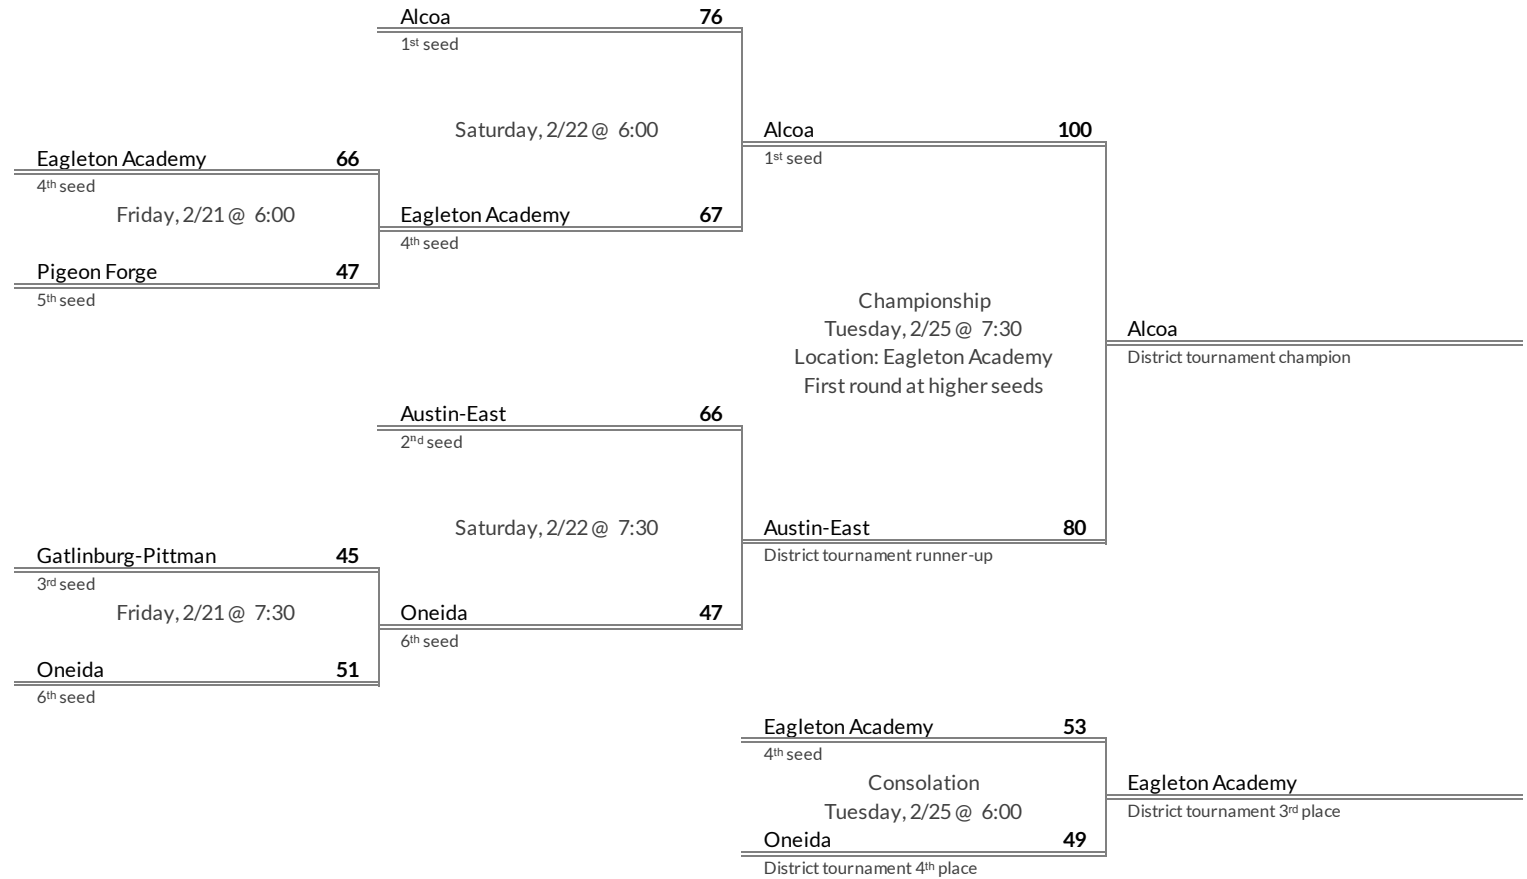 Alcoa 76
1st seed
Saturday, 2/22 @ 6:00
Eagleton Academy 67
4th seed
Eagleton Academy 66
4th seed
Friday, 2/21 @ 6:00
Pigeon Forge 47
5th seed
Alcoa 100
1st seed
Championship
Tuesday, 2/25 @ 7:30
Location: Eagleton Academy
First round at higher seeds
Alcoa
District tournament champion
Austin-East 66
2nd seed
Saturday, 2/22 @ 7:30
Oneida 47
6th seed
Austin-East 80
District tournament runner-up
Gatlinburg-Pittman 45
3rd seed
Friday, 2/21 @ 7:30
Oneida 51
6th seed
Eagleton Academy 53
4th seed
Consolation
Tuesday, 2/25 @ 6:00
Oneida 49
District tournament 4th place
Eagleton Academy
District tournament 3rd place